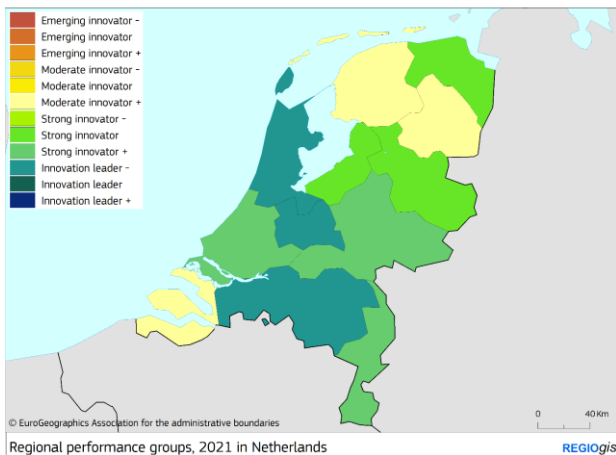 Emerging innovator -
Emerging innovator
Emerging innovator +
Moderate innovator -
Moderate innovator
Moderate innovator +
Strong innovator -
Strong innovator
Strong innovator +
Innovation leader -
Innovation leader
Innovation leader +
© EuroGeographics Association for the administrative boundaries
0 40 Km
Regional performance groups, 2021 in Netherlands
REGIOgis